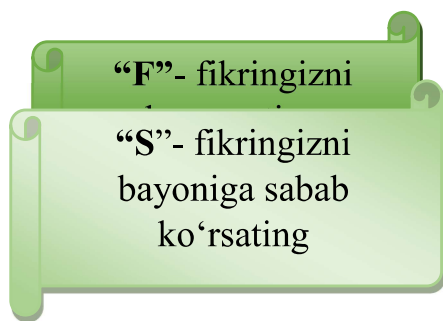 “F”- fikringizni
“S”- fikringizni
bayoniga sabab
ko‘rsating